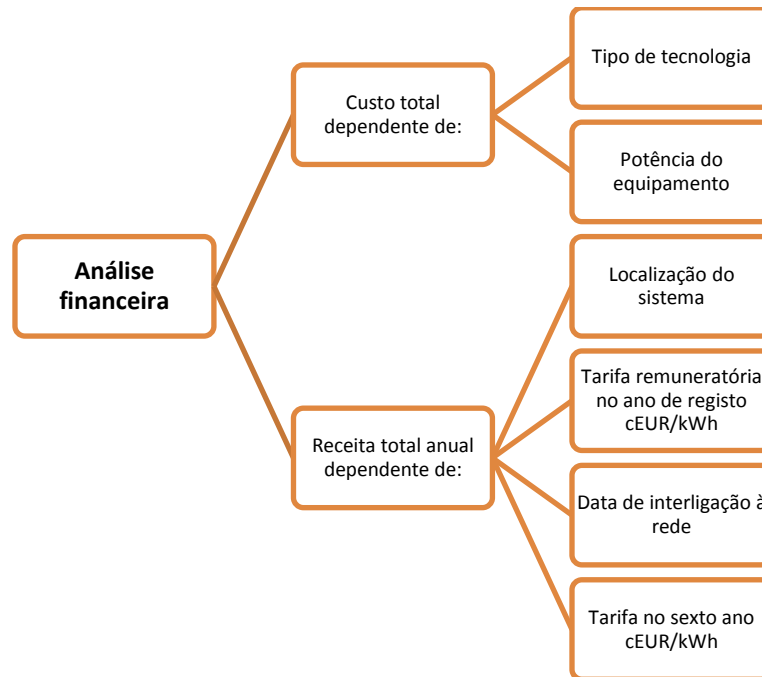 Análise
financeira
Custo total
dependente de:
Tipo de tecnologia
Potência do
equipamento
Receita total anual
dependente de:
Localização do
sistema
Tarifa remuneratória
no ano de registo
cEUR/kWh
Data de interligação à
rede
Tarifa no sexto ano
cEUR/kWh